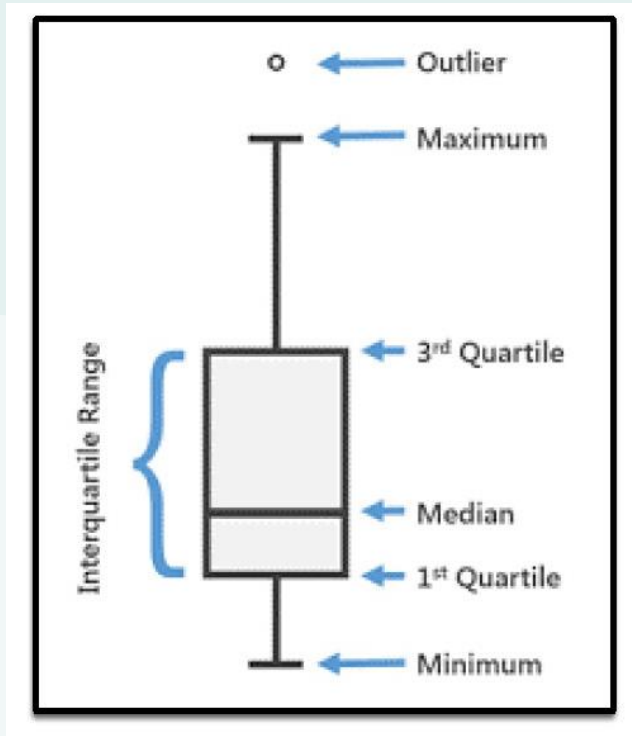 Outlier
Maximum
3rd Quartile
Interquartile Range
Median
1st Quartile
Minimum